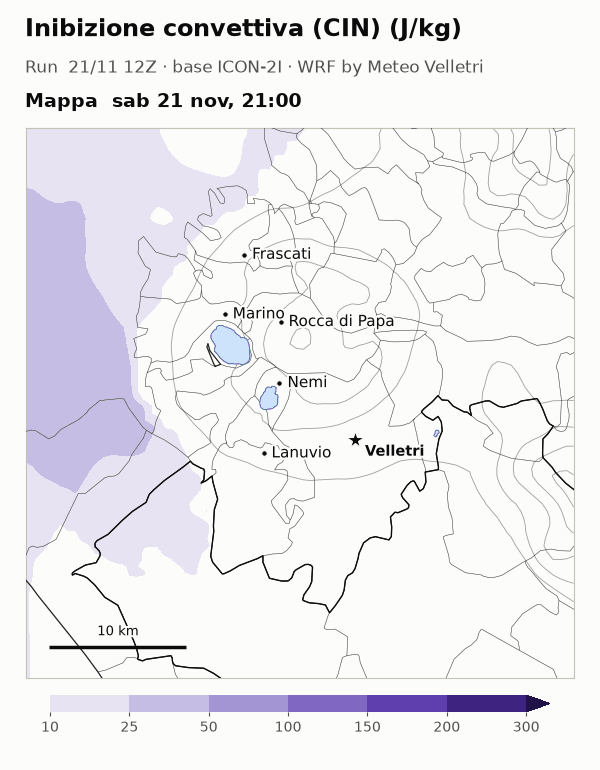 Inibizione convettiva (CIN) (J/kg)
Run  21/11 12Z · base ICON-2I · WRF by Meteo Velletri
Mappa  sab 21 nov, 21:00
Frascati
Marino
Rocca di Papa
Nemi
Velletri
Lanuvio
10 km
10 25 50 100 150 200 300